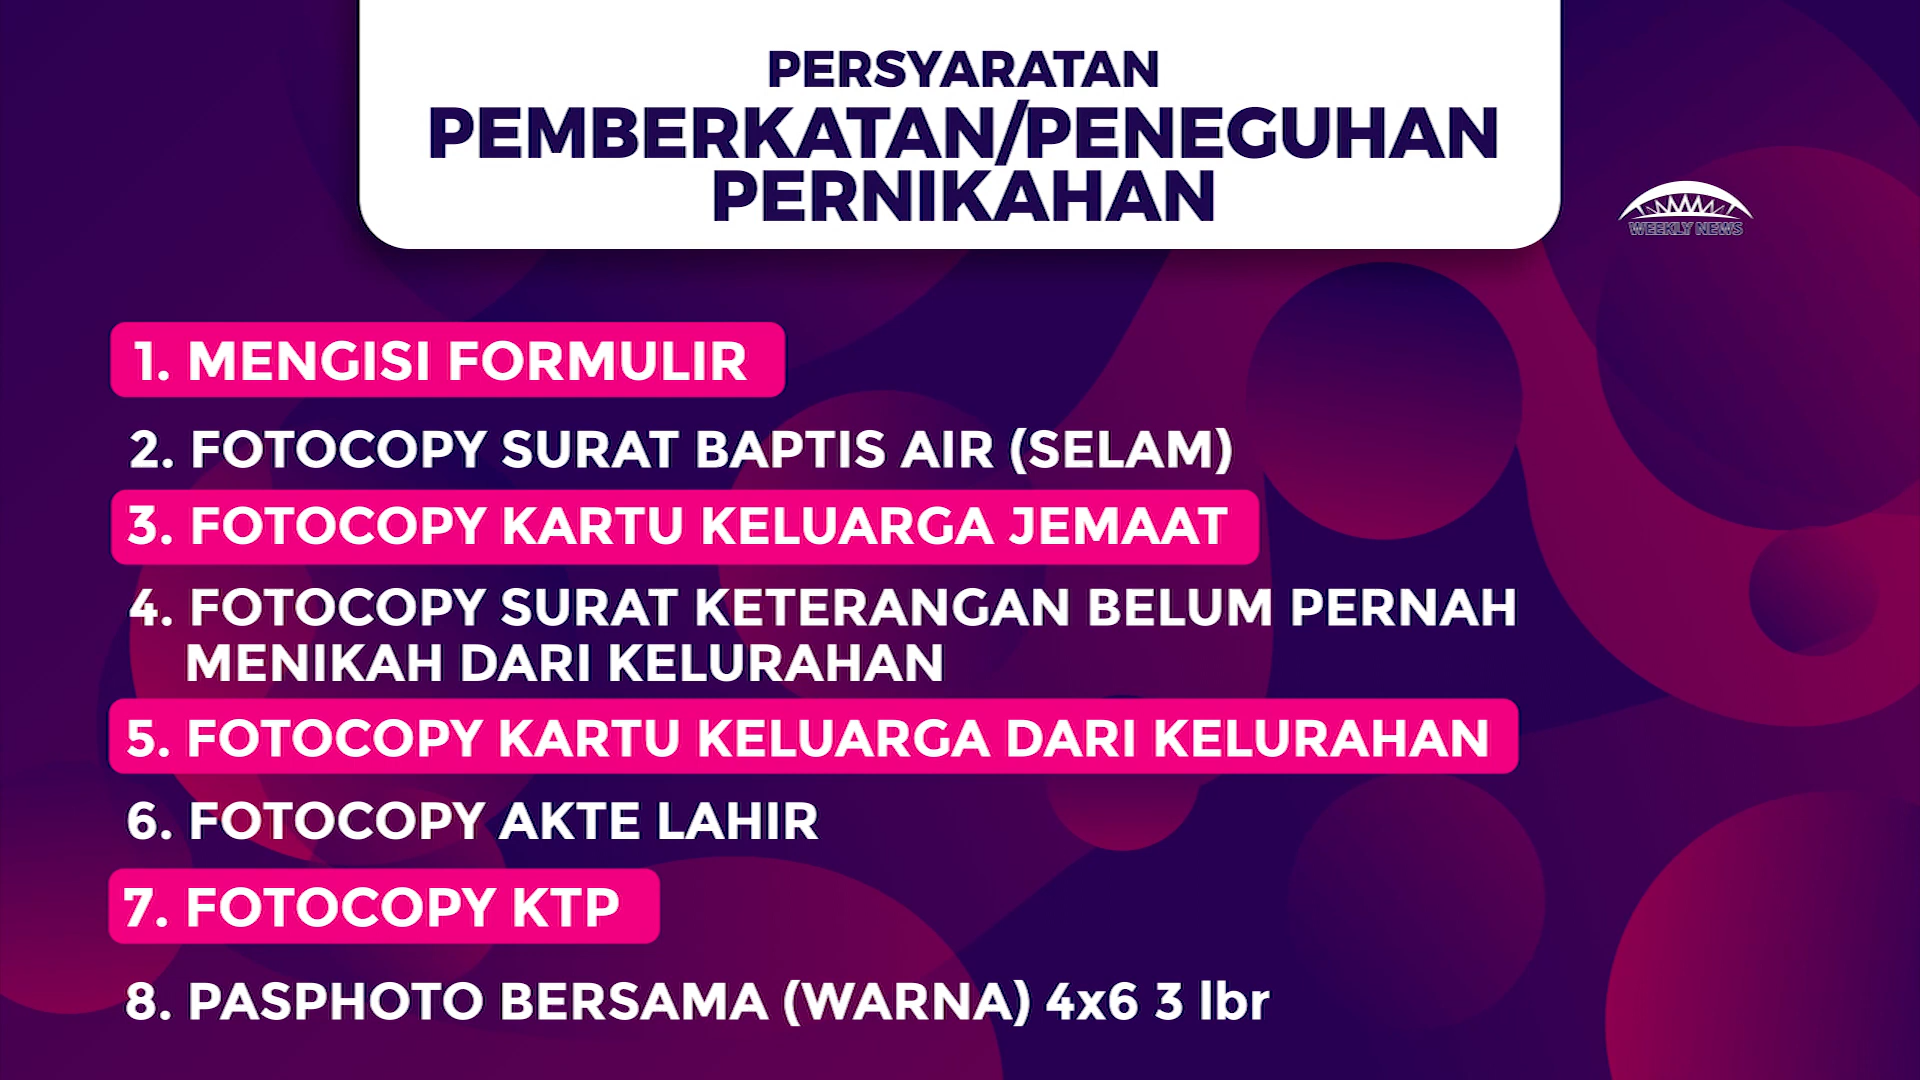 PERSYARATAN
PEMBERKATAN/PENEGUHAN
PERNIKAHAN
WEEKLY NEWS
1. MENGISI FORMULIR
2. FOTOCOPY SURAT BAPTIS AIR (SELAM)
3. FOTOCOPY KARTU KELUARGA JEMAAT
4. FOTOCOPY SURAT KETERANGAN BELUM PERNAH
MENIKAH DARI KELURAHAN
5. FOTOCOPY KARTU KELUARGA DARI KELURAHAN
6. FOTOCOPY AKTE LAHIR
7. FOTOCOPY KTP
8. PASPHOTO BERSAMA (WARNA) 4x6 3 lbr